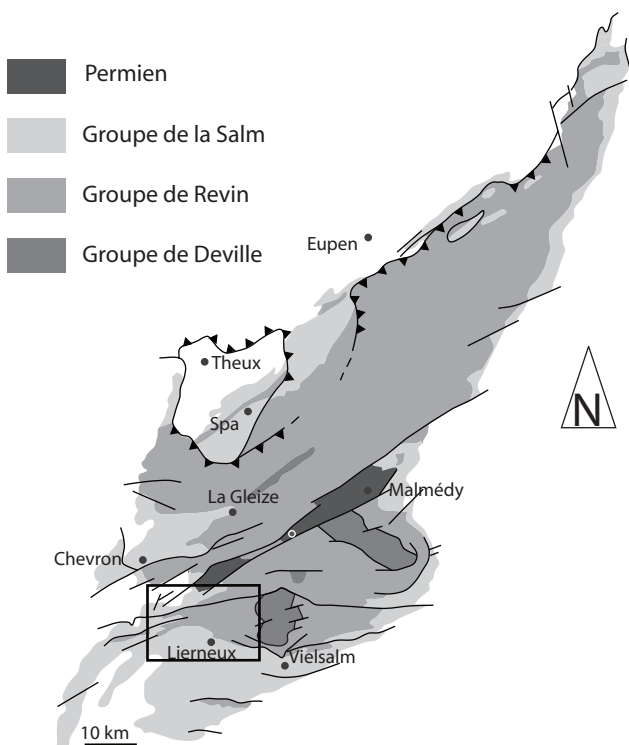 Permien
Groupe de la Salm
Groupe de Revin
Groupe de Deville
Eupen
Theux
Spa
N
La Gleize
Malmédy
Chevron
Lierneux
Vielsalm
10 km